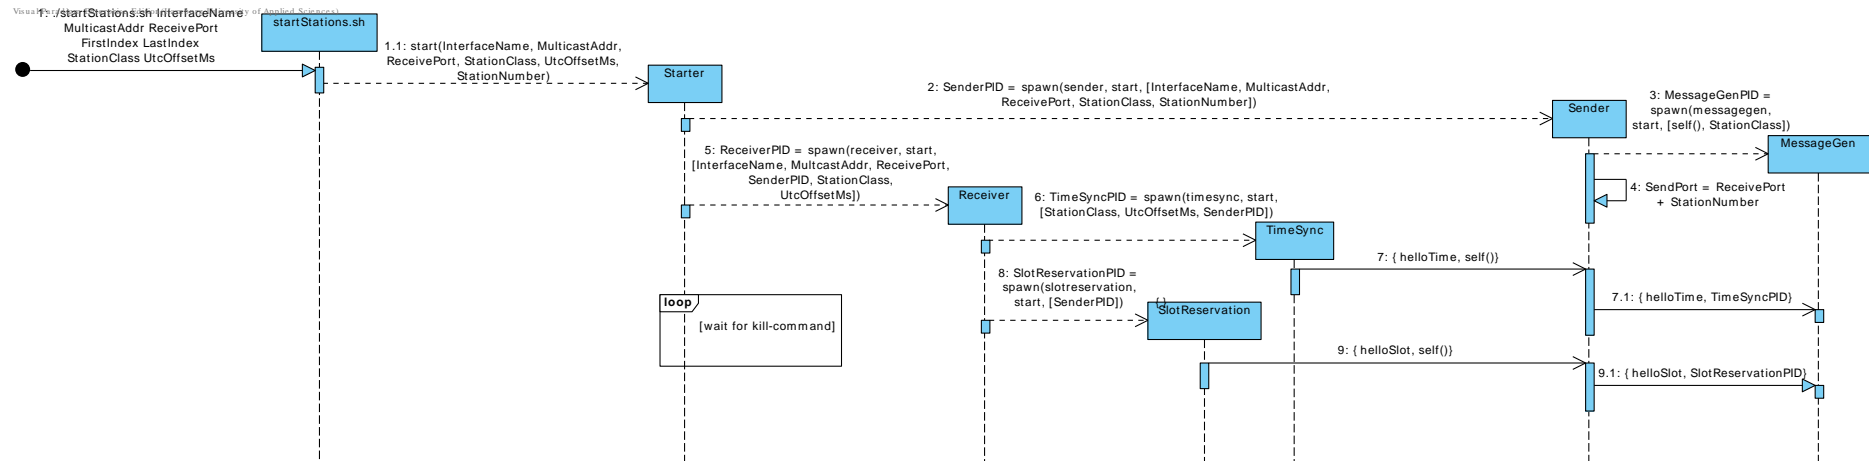 1: ./startStations.sh InterfaceName
MulticastAddr ReceivePort
FirstIndex LastIndex
StationClass UtcOffsetMs
startStations.sh
1.1: start(InterfaceName, MulticastAddr,
ReceivePort, StationClass, UtcOffsetMs,
StationNumber)
Starter
2: SenderPID = spawn(sender, start, [InterfaceName, MulticastAddr,
ReceivePort, StationClass, StationNumber])
Sender
3: MessageGenPID =
spawn(messagegen,
start, [self(), StationClass])
MessageGen
4: SendPort = ReceivePort
+ StationNumber
5: ReceiverPID = spawn(receiver, start,
[InterfaceName, MultcastAddr, ReceivePort,
SenderPID, StationClass,
UtcOffsetMs])
Receiver
6: TimeSyncPID = spawn(timesync, start,
[StationClass, UtcOffsetMs, SenderPID])
TimeSync
7: { helloTime, self()}
7.1: { helloTime, TimeSyncPID}
8: SlotReservationPID =
spawn(slotreservation,
start, [SenderPID])
{ }
SlotReservation
loop
[wait for kill-command]
9: { helloSlot, self()}
9.1: { helloSlot, SlotReservationPID}